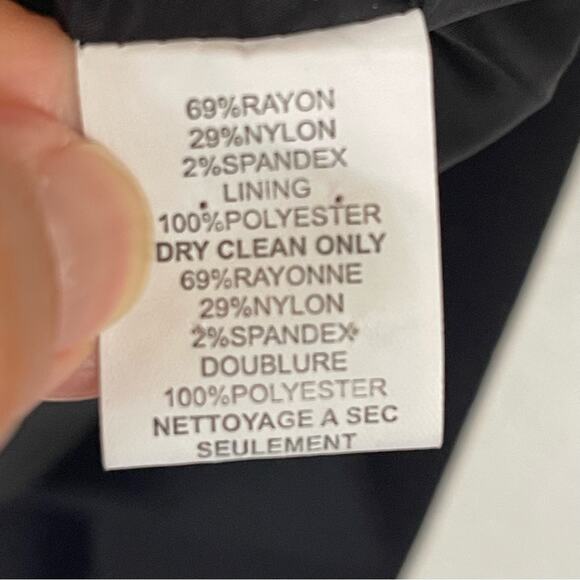 69%RAYON
29%NYLON
2%SPANDEX
LINING
100%POLYESTER
DRY CLEAN ONLY
69%RAYONNE
29%NYLON
2%SPANDEX
DOUBLURE
100%POLYESTER
NETTOYAGE A SEC
SEULEMENT